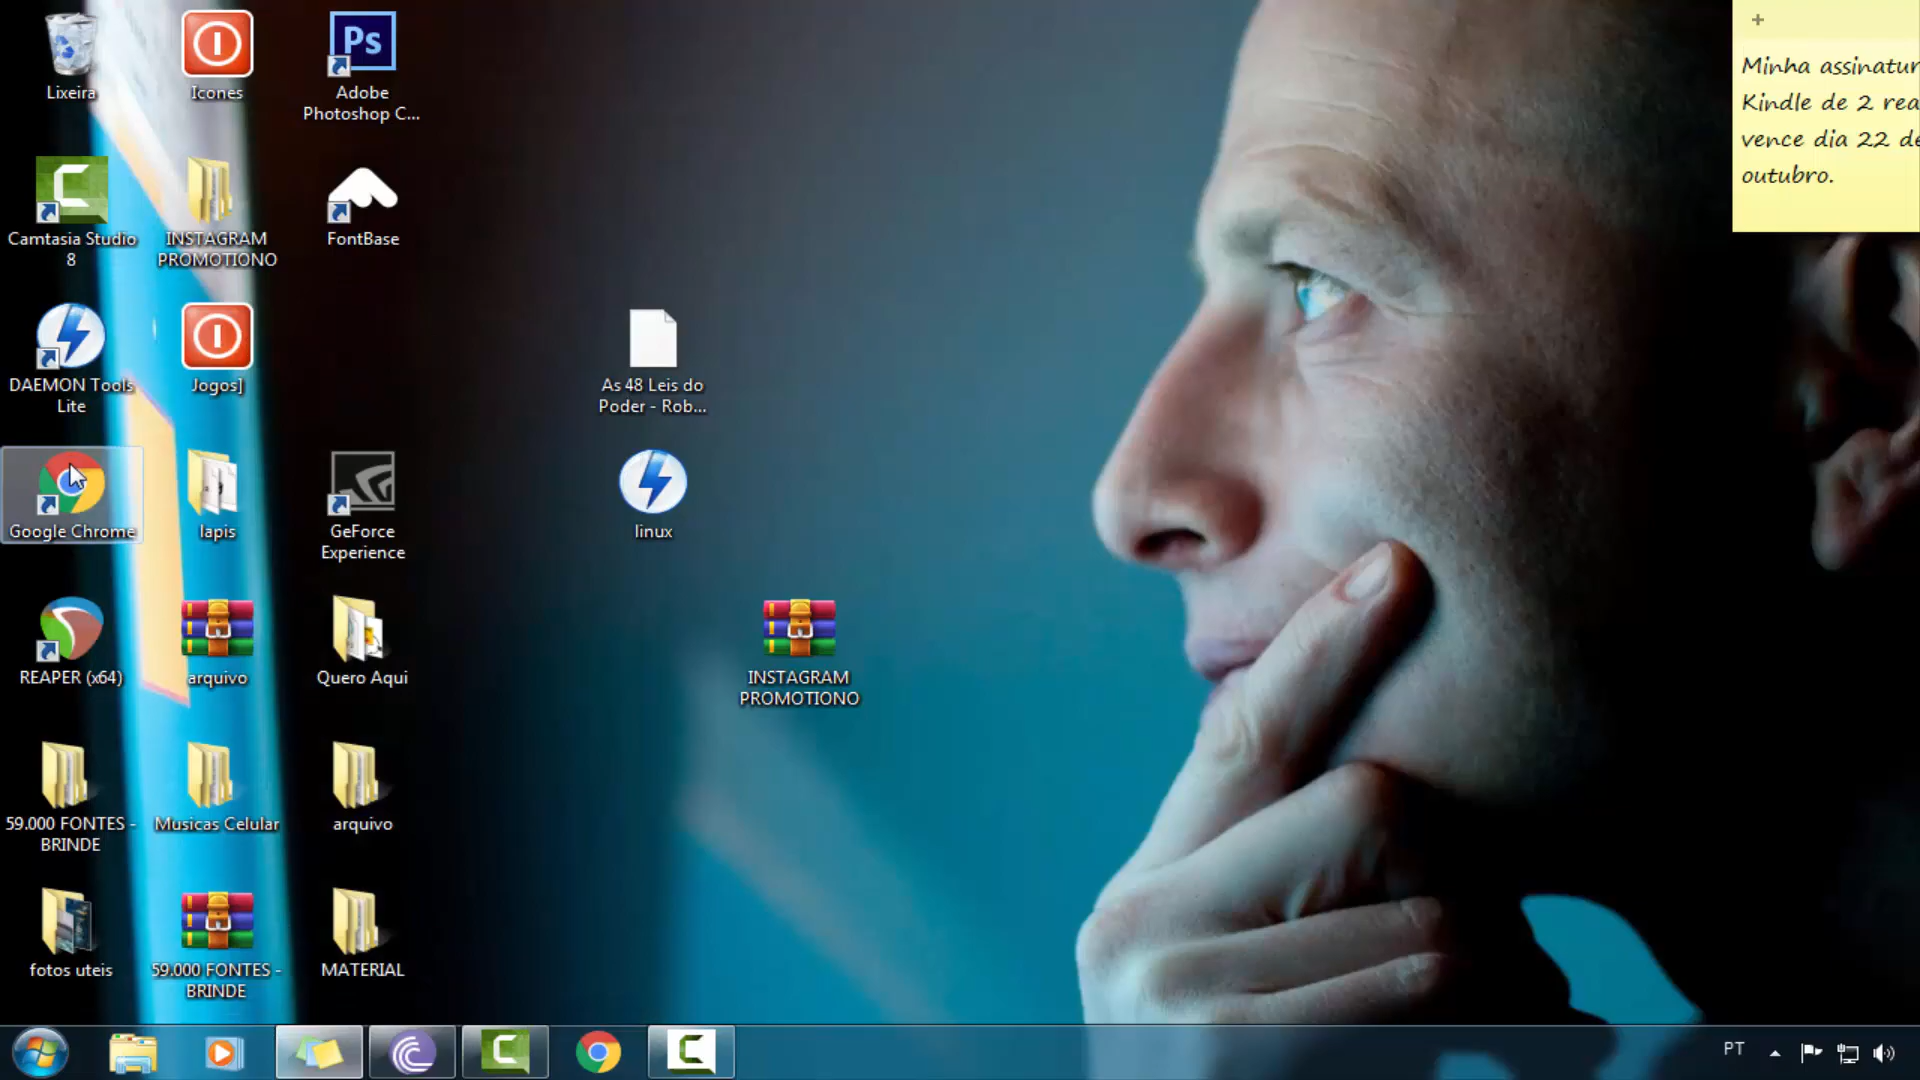 Lixeira
Icones
Ps
Adobe
Photoshop C...
Camtasia Studio
8
INSTAGRAM
PROMOTIONO
FontBase
DAEMON Tools
Lite
Jogos]
As 48 Leis do
Poder - Rob...
Google Chrome
lapis
GeForce
Experience
linux
REAPER (x64)
arquivo
Quero Aqui
INSTAGRAM
PROMOTIONO
59.000 FONTES -
BRINDE
Musicas Celular
arquivo
fotos uteis
59.000 FONTES -
BRINDE
MATERIAL
+
Minha assinatur
Kindle de 2 rea
vence dia 22 de
outubro.
PT